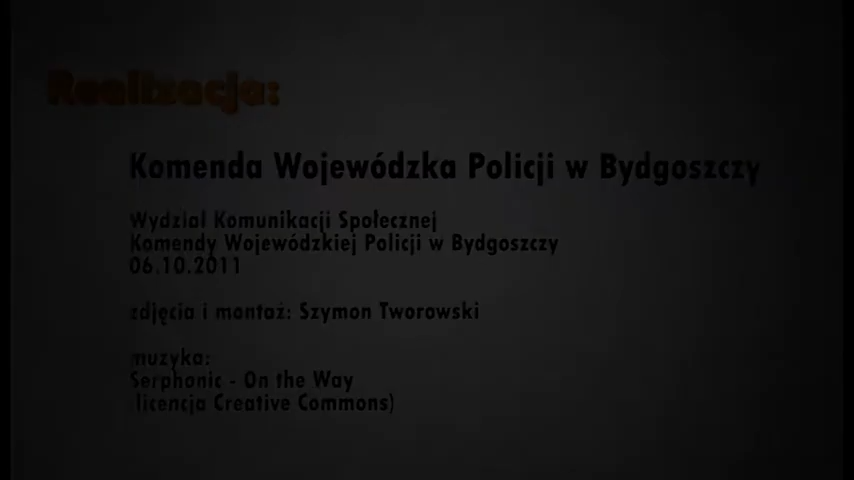 Realizacja:
Komenda Wojewódzka Policji w Bydgoszczy
Wydział Komunikacji Społecznej
Komendy Wojewódzkiej Policji w Bydgoszczy
06.10.2011
zdjęcia i montaż: Szymon Tworowski
muzyka:
Serphonic - On the Way
licencja Creative Commons)